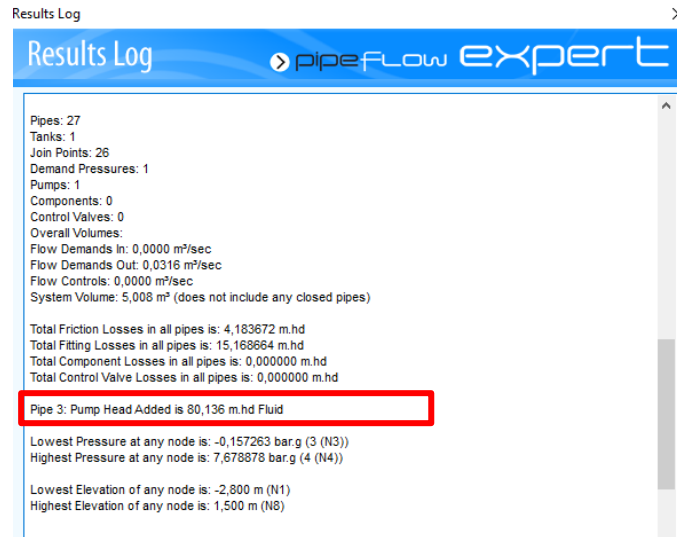 Results Log
Results Log
pipeFLow expert
Pipes: 27
Tanks: 1
Join Points: 26
Demand Pressures: 1
Pumps: 1
Components: 0
Control Valves: 0
Overall Volumes:
Flow Demands In: 0,0000 m³/sec
Flow Demands Out: 0,0316 m³/sec
Flow Controls: 0,0000 m³/sec
System Volume: 5,008 m³ (does not include any closed pipes)
Total Friction Losses in all pipes is: 4,183672 m.hd
Total Fitting Losses in all pipes is: 15,168664 m.hd
Total Component Losses in all pipes is: 0,000000 m.hd
Total Control Valve Losses in all pipes is: 0,000000 m.hd
Pipe 3: Pump Head Added is 80,136 m.hd Fluid
Lowest Pressure at any node is: -0,157263 bar.g (3 (N3))
Highest Pressure at any node is: 7,678878 bar.g (4 (N4))
Lowest Elevation of any node is: -2,800 m (N1)
Highest Elevation of any node is: 1,500 m (N8)